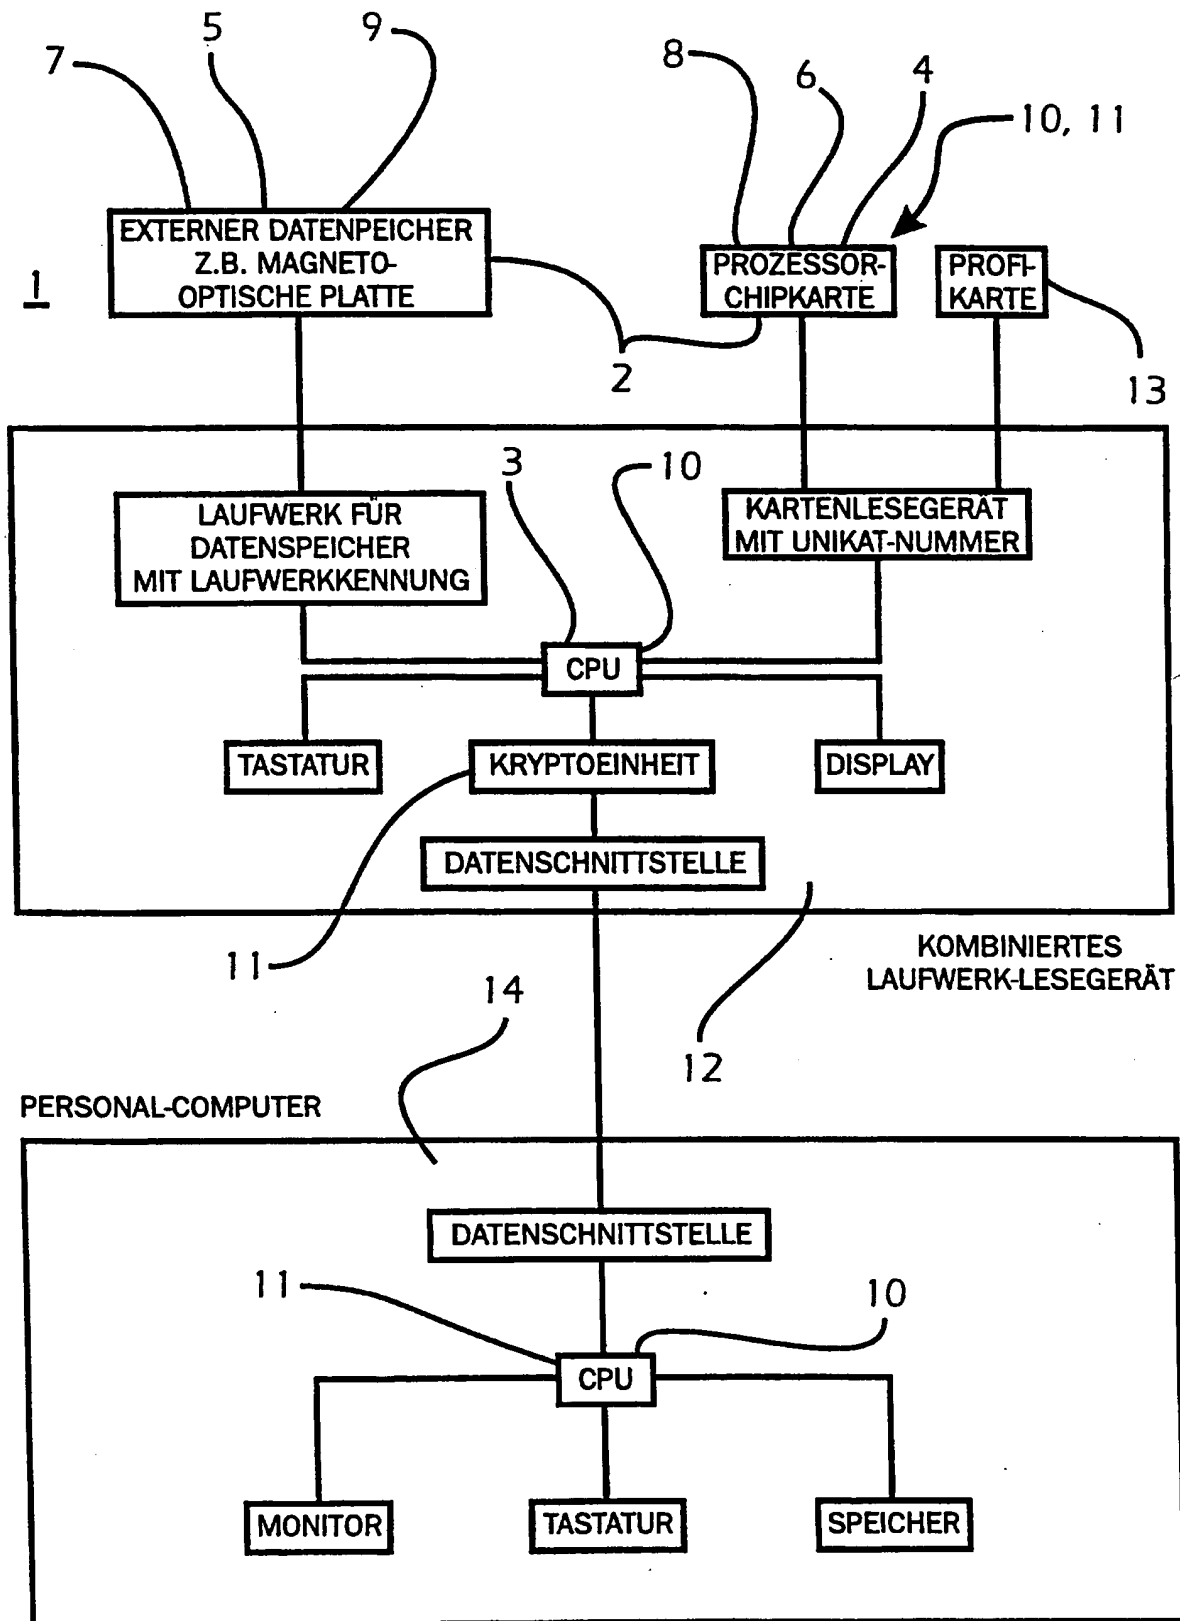 7
5
9
8
6
4
10, 11
1
EXTERNER DATENPEICHER
Z.B. MAGNETO-
OPTISCHE PLATTE
PROZESSOR-
CHIPKARTE
PROFI-
KARTE
2
13
3
10
LAUFWERK FÜR
DATENSPEICHER
MIT LAUFWERKKENNUNG
KARTENLESEGERÄT
MIT UNIKAT-NUMMER
CPU
TASTATUR
KRYPTOEINHEIT
DISPLAY
DATENSCHNITTSTELLE
11
KOMBINIERTES
LAUFWERK-LESEGERÄT
14
12
PERSONAL-COMPUTER
DATENSCHNITTSTELLE
11
10
CPU
MONITOR
TASTATUR
SPEICHER